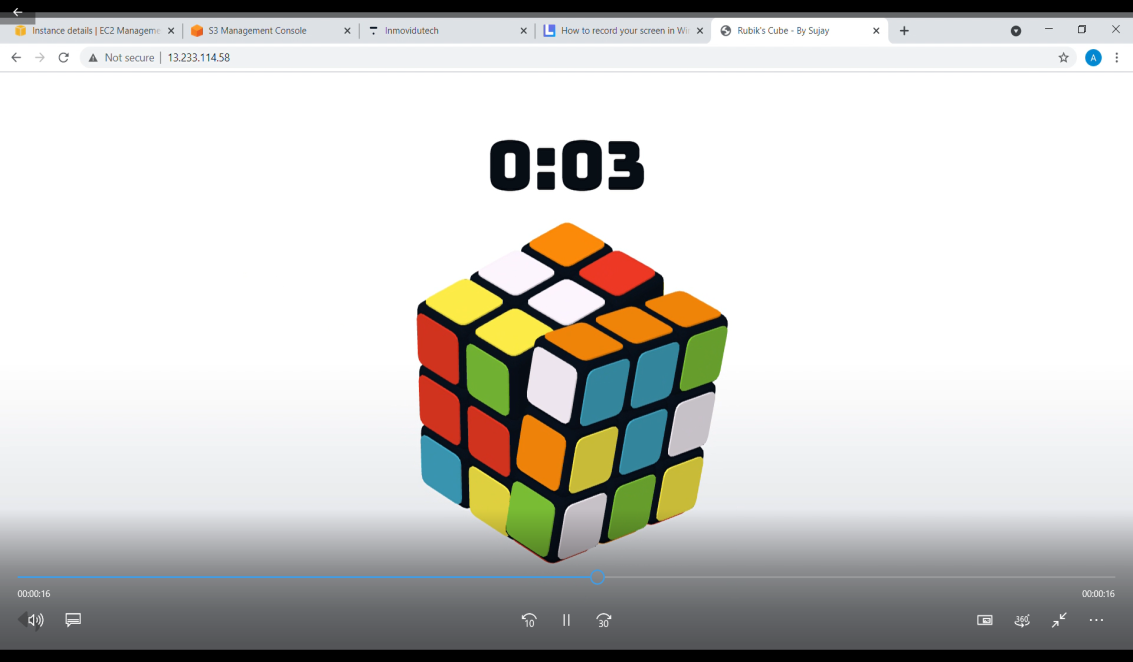 Instance details | EC2 Manageme
S3 Management Console
Inmovidutech
How to record your screen in Wi
Rubik's Cube - By Sujay
Not secure | 13.233.114.58
A
0:03
00:00:16
00:00:16
10
30
360